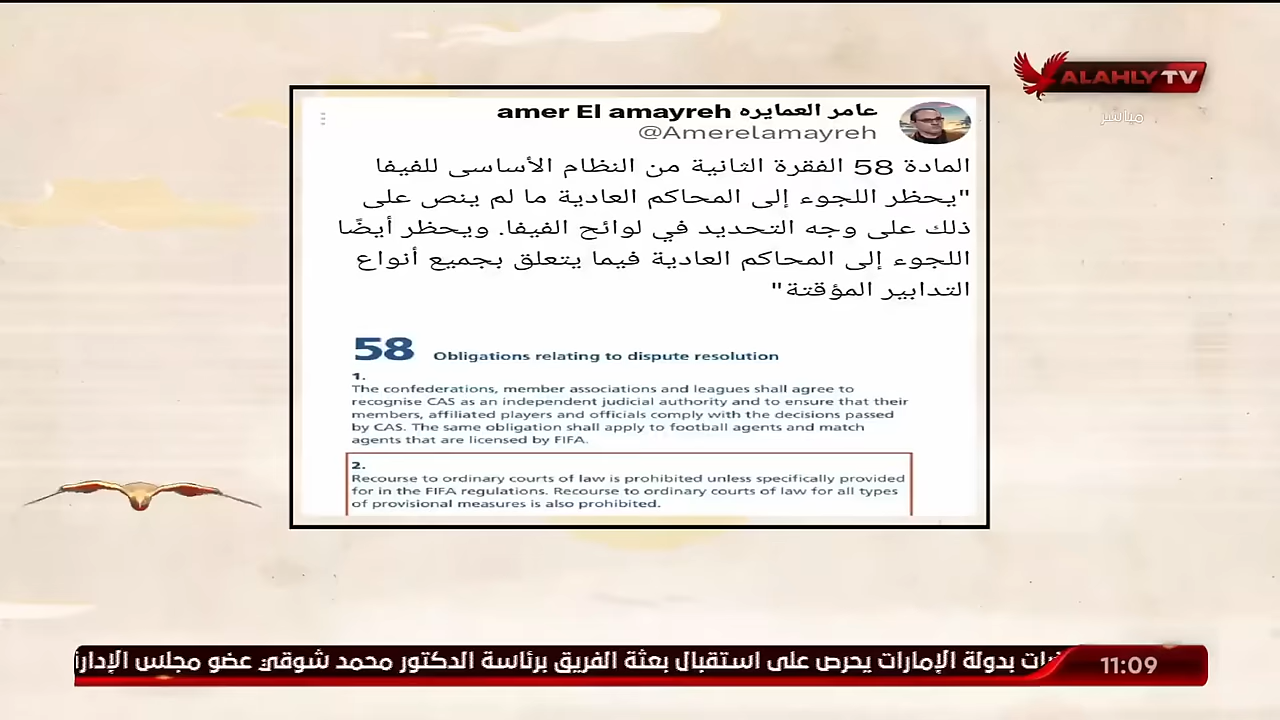 ALAHLY TV
مباشر
عامر العمايره amer El amayreh
@Amerelamayreh
المادة 58 الفقرة الثانية من النظام الأساسى للفيفا
"يحظر اللجوء إلى المحاكم العادية ما لم ينص على
ذلك على وجه التحديد في لوائح الفيفا. ويحظر أيضًا
اللجوء إلى المحاكم العادية فيما يتعلق بجميع أنواع
التدابير المؤقتة"
58 Obligations relating to dispute resolution
1.
The confederations, member associations and leagues shall agree to
recognise CAS as an independent judicial authority and to ensure that their
members, affiliated players and officials comply with the decisions passed
by CAS. The same obligation shall apply to football agents and match
agents that are licensed by FIFA.
2.
Recourse to ordinary courts of law is prohibited unless specifically provided
for in the FIFA regulations. Recourse to ordinary courts of law for all types
of provisional measures is also prohibited.
بدولة الإمارات يحرص على استقبال بعثة الفريق برئاسة الدكتور محمد شوقي عضو مجلس
11:09